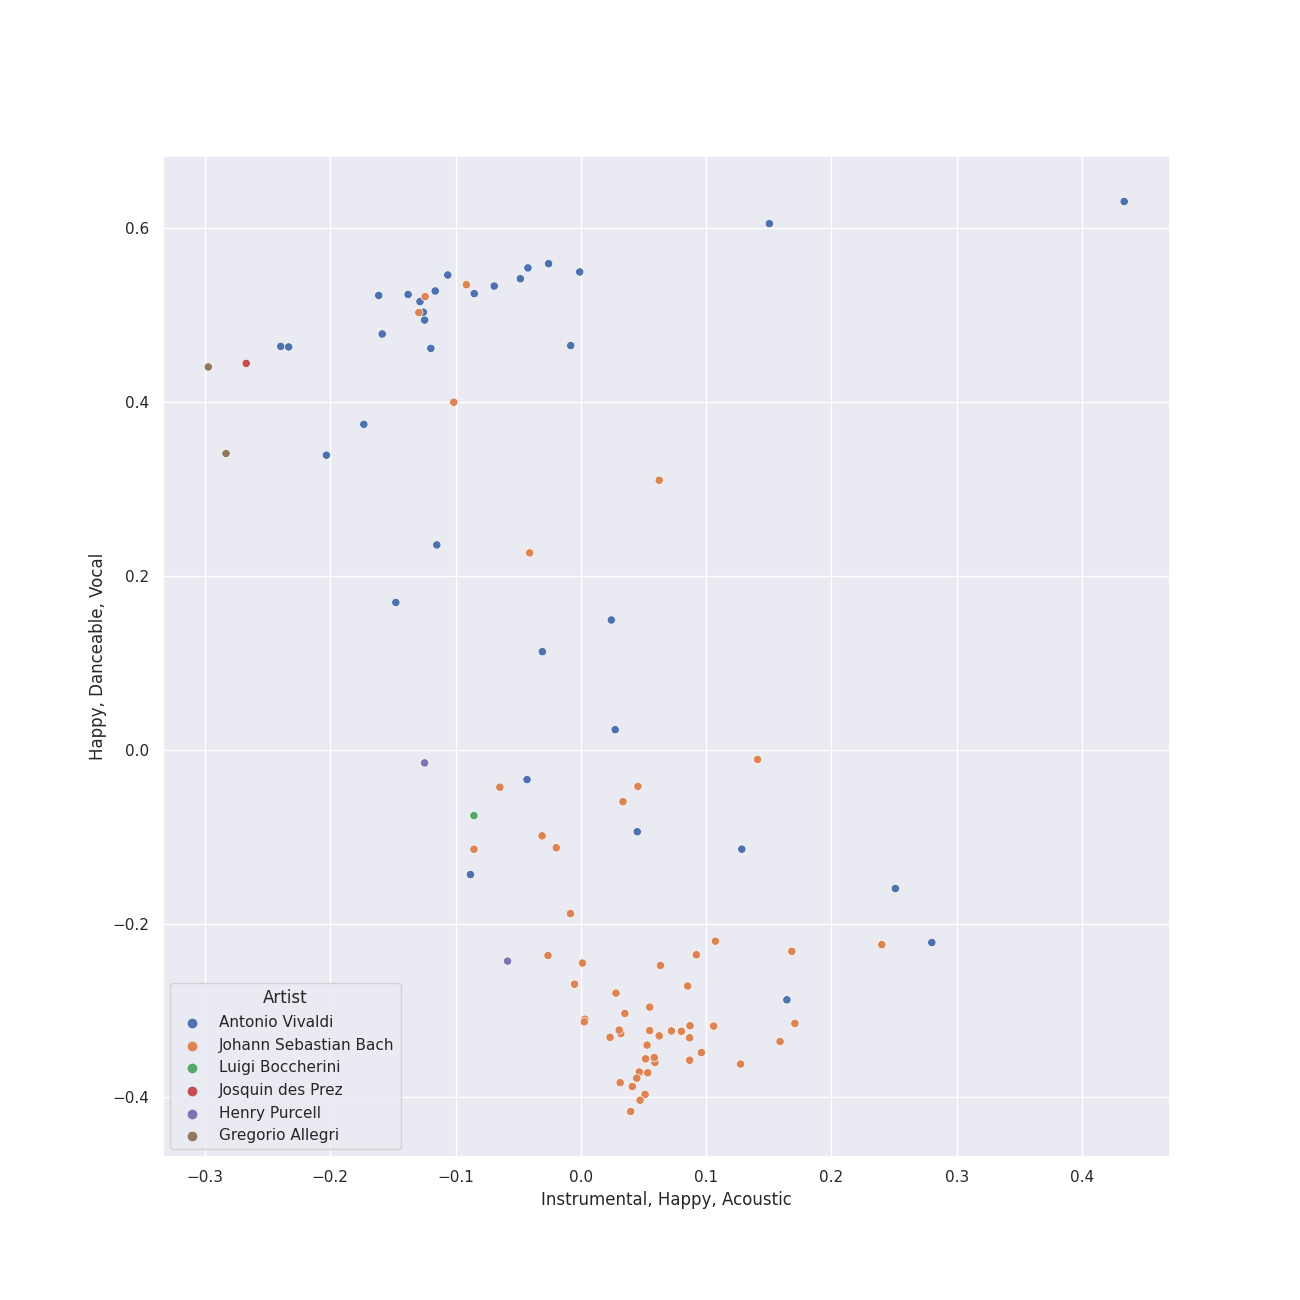 0.6
0.4
0.2
0.0
−0.2
−0.4
Happy, Danceable, Vocal
Artist
Antonio Vivaldi
Johann Sebastian Bach
Luigi Boccherini
Josquin des Prez
Henry Purcell
Gregorio Allegri
−0.3 −0.2 −0.1 0.0 0.1 0.2 0.3 0.4
Instrumental, Happy, Acoustic